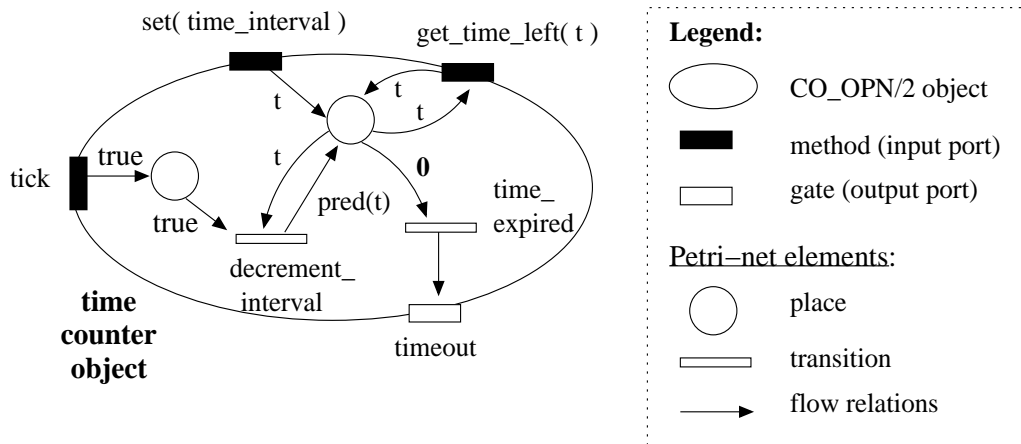 set( time_interval )
get_time_left( t )
t
t
t
tick
true
true
t
pred(t)
0
time_
expired
decrement_
interval
time
counter
object
timeout
Legend:
CO_OPN/2 object
method (input port)
gate (output port)
Petri−net elements:
place
transition
flow relations